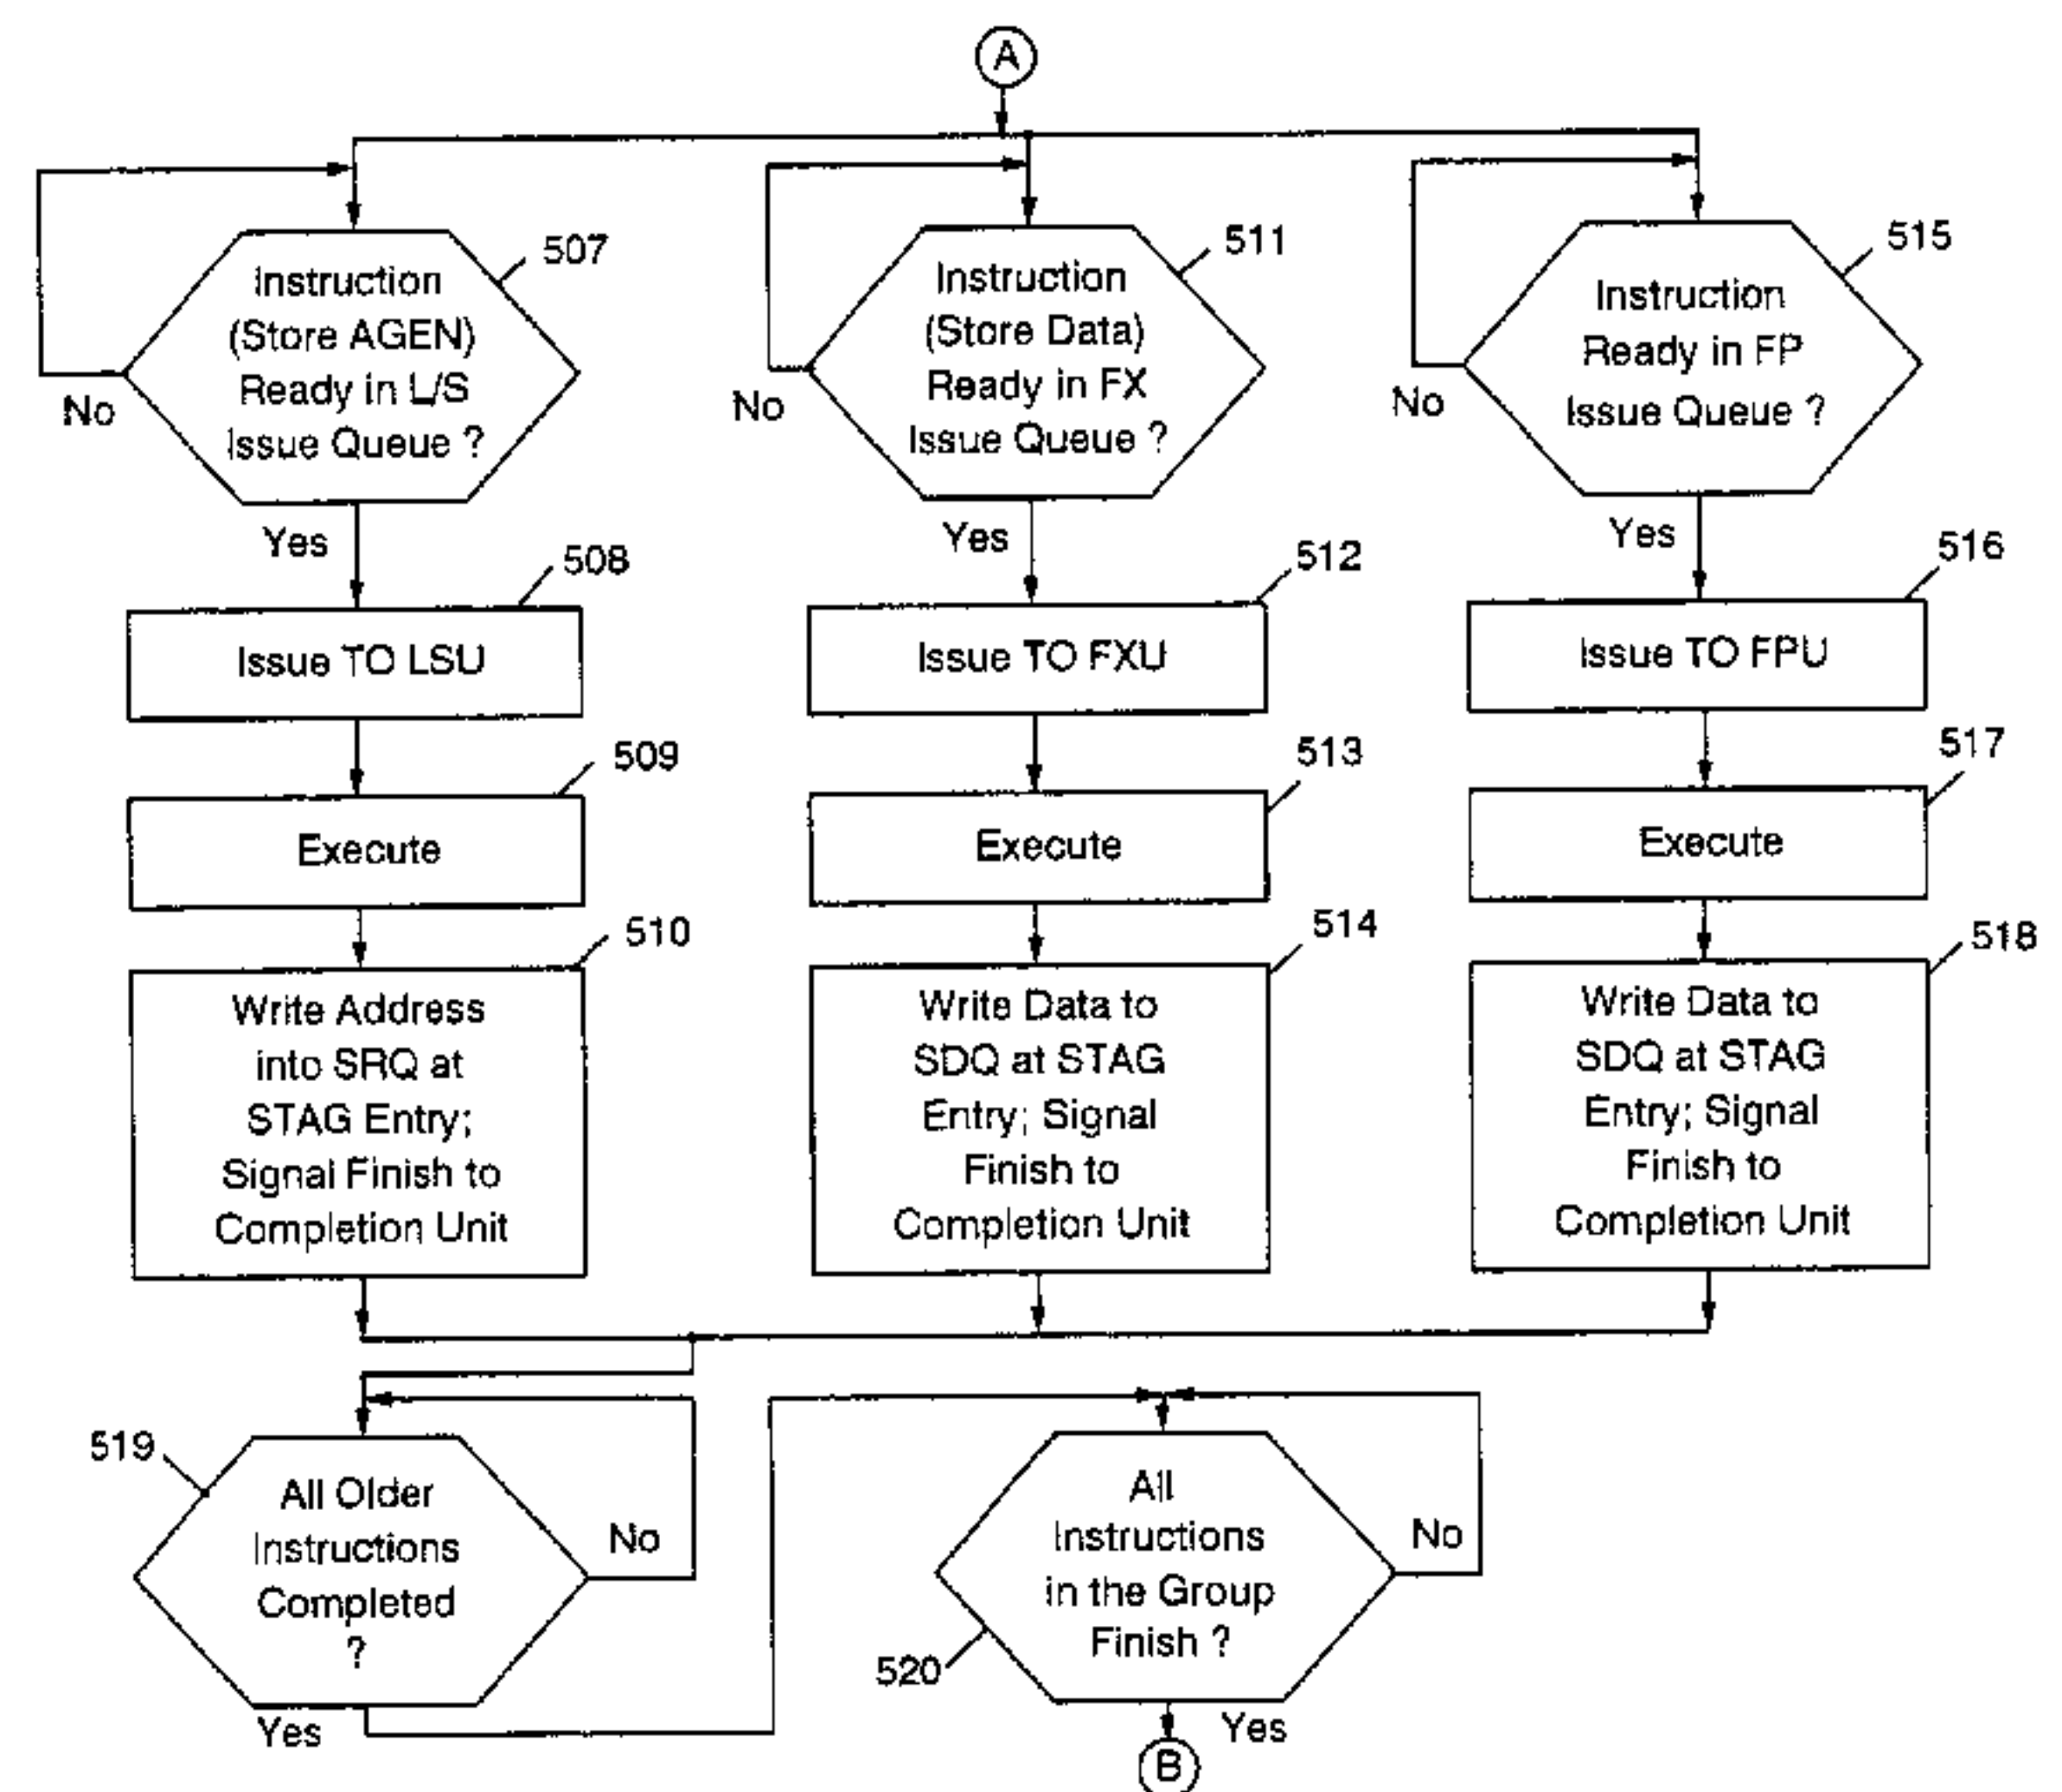 A
507
Instruction
(Store AGEN)
Ready in L/S
Issue Queue ?
No
Yes
508
Issue TO LSU
509
Execute
510
Write Address
into SRQ at
STAG Entry;
Signal Finish to
Completion Unit
511
Instruction
(Store Data)
Ready in FX
Issue Queue ?
No
Yes
512
Issue TO FXU
513
Execute
514
Write Data to
SDQ at STAG
Entry; Signal
Finish to
Completion Unit
515
Instruction
Ready in FP
Issue Queue ?
No
Yes
516
Issue TO FPU
517
Execute
518
Write Data to
SDQ at STAG
Entry; Signal
Finish to
Completion Unit
519
All Older
Instructions
Completed
?
No
Yes
520
All
Instructions
in the Group
Finish ?
No
Yes
B